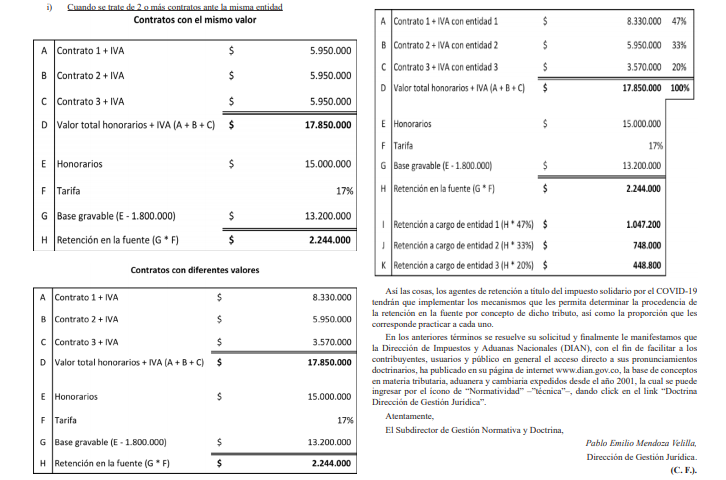 i) Cuando se trate de 2 o más contratos ante la misma entidad
Contratos con el mismo valor
A Contrato 1 + IVA $ 5.950.000
B Contrato 2 + IVA $ 5.950.000
C Contrato 3 + IVA $ 5.950.000
D Valor total honorarios + IVA (A + B + C) $ 17.850.000
E Honorarios $ 15.000.000
F Tarifa 17%
G Base gravable (E - 1.800.000) $ 13.200.000
H Retención en la fuente (G * F) $ 2.244.000
Contratos con diferentes valores
A Contrato 1 + IVA $ 8.330.000
B Contrato 2 + IVA $ 5.950.000
C Contrato 3 + IVA $ 3.570.000
D Valor total honorarios + IVA (A + B + C) $ 17.850.000
E Honorarios $ 15.000.000
F Tarifa 17%
G Base gravable (E - 1.800.000) $ 13.200.000
H Retención en la fuente (G * F) $ 2.244.000
A Contrato 1 + IVA con entidad 1 $ 8.330.000 47%
B Contrato 2 + IVA con entidad 2 $ 5.950.000 33%
C Contrato 3 + IVA con entidad 3 $ 3.570.000 20%
D Valor total honorarios + IVA (A + B + C) $ 17.850.000 100%
E Honorarios $ 15.000.000
F Tarifa 17%
G Base gravable (E - 1.800.000) $ 13.200.000
H Retención en la fuente (G * F) $ 2.244.000
I Retención a cargo de entidad 1 (H * 47%) $ 1.047.200
J Retención a cargo de entidad 2 (H * 33%) $ 748.000
K Retención a cargo de entidad 3 (H * 20%) $ 448.800
Así las cosas, los agentes de retención a título del impuesto solidario por el COVID-19
tendrán que implementar los mecanismos que les permita determinar la procedencia de
la retención en la fuente por concepto de dicho tributo, así como la proporción que les
corresponde practicar a cada uno.
En los anteriores términos se resuelve su solicitud y finalmente le manifestamos que
la Dirección de Impuestos y Aduanas Nacionales (DIAN), con el fin de facilitar a los
contribuyentes, usuarios y público en general el acceso directo a sus pronunciamientos
doctrinarios, ha publicado en su página de internet www.dian.gov.co, la base de conceptos
en materia tributaria, aduanera y cambiaria expedidos desde el año 2001, la cual se puede
ingresar por el ícono de “Normatividad” –”técnica”–, dando click en el link “Doctrina
Dirección de Gestión Jurídica”.
Atentamente,
El Subdirector de Gestión Normativa y Doctrina,
Pablo Emilio Mendoza Velilla,
Dirección de Gestión Jurídica.
(C. F.).